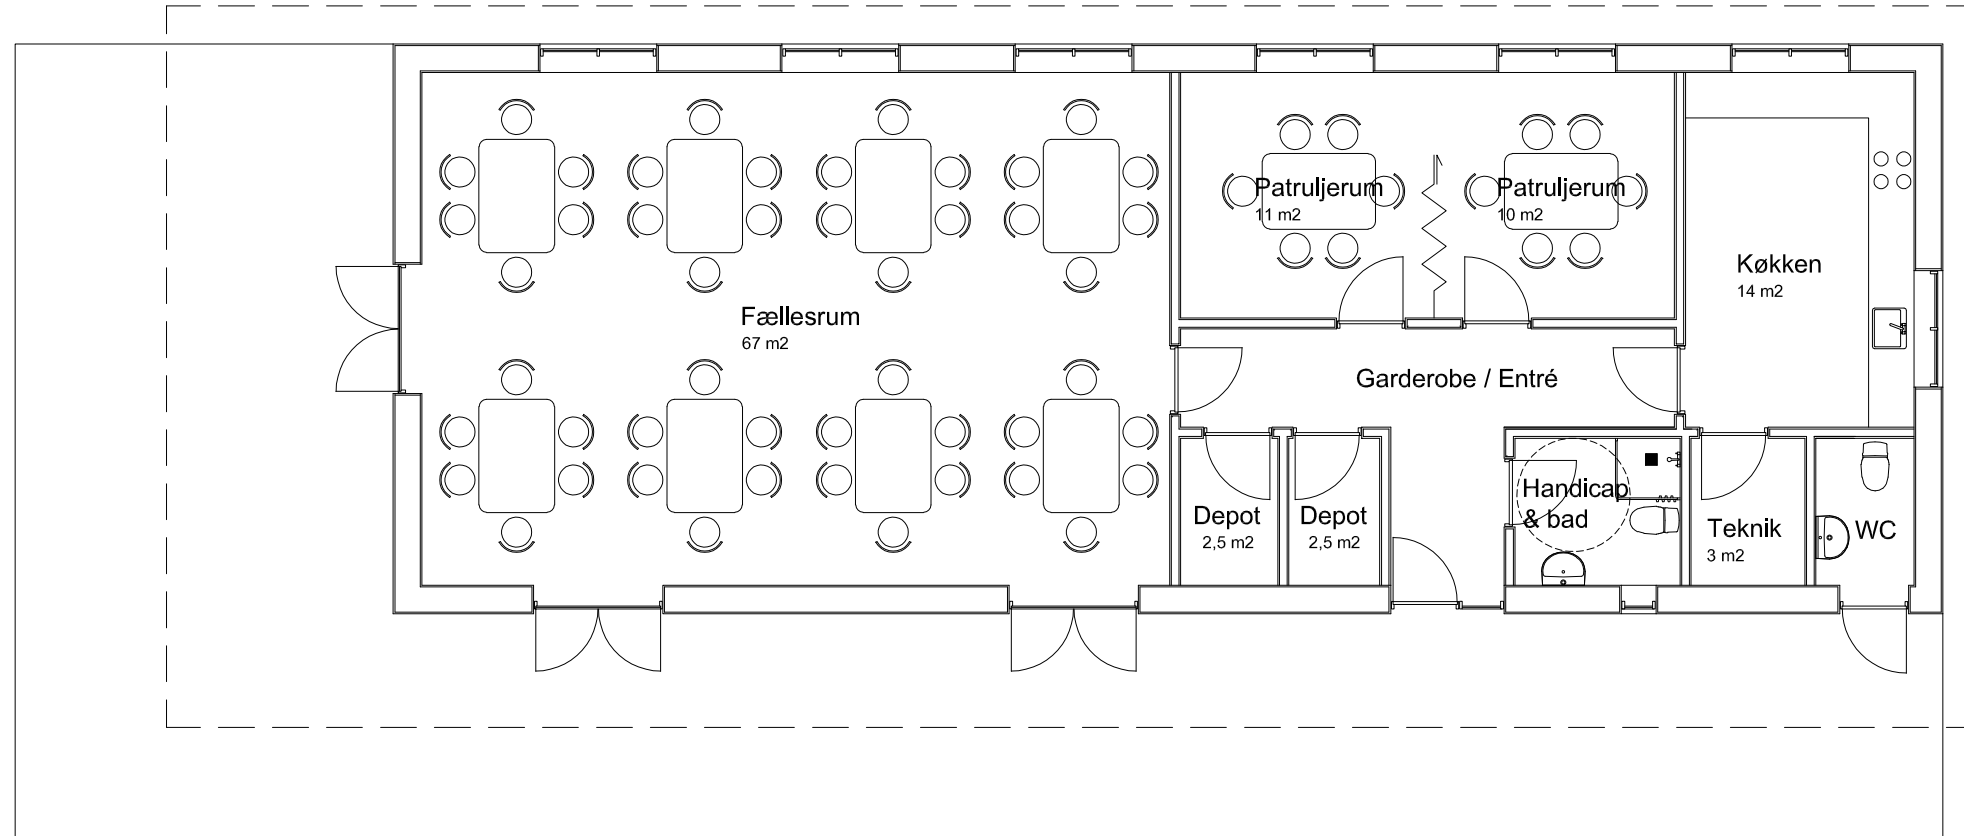 Patruljerum
11 m2
Patruljerum
10 m2
Køkken
14 m2
Fællesrum
67 m2
Garderobe / Entré
Depot
2,5 m2
Depot
2,5 m2
Handicap
& bad
Teknik
3 m2
WC